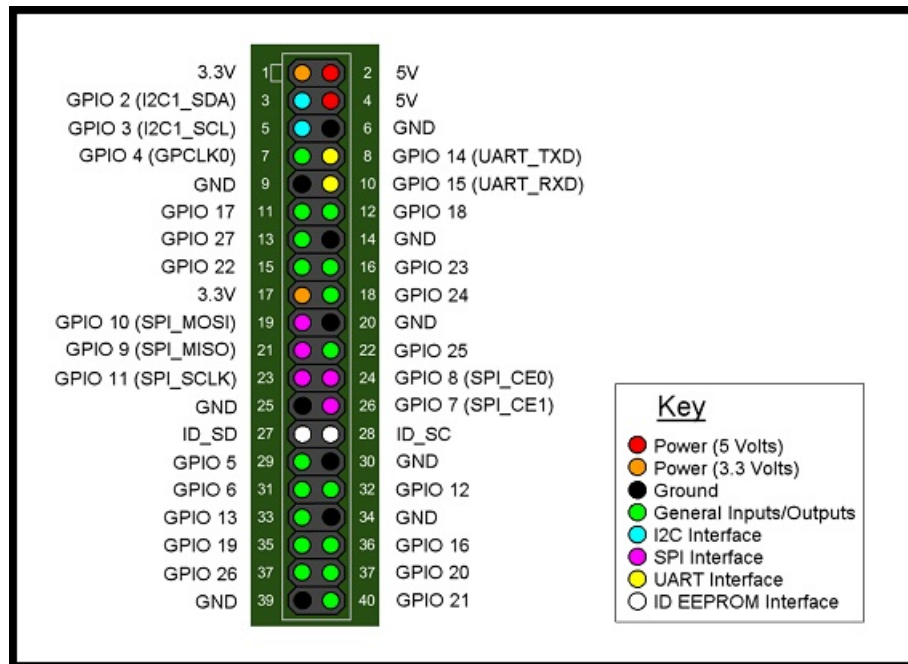 3.3V 1 2 5V
GPIO 2 (I2C1_SDA) 3 4 5V
GPIO 3 (I2C1_SCL) 5 6 GND
GPIO 4 (GPCLK0) 7 8 GPIO 14 (UART_TXD)
GND 9 10 GPIO 15 (UART_RXD)
GPIO 17 11 12 GPIO 18
GPIO 27 13 14 GND
GPIO 22 15 16 GPIO 23
3.3V 17 18 GPIO 24
GPIO 10 (SPI_MOSI) 19 20 GND
GPIO 9 (SPI_MISO) 21 22 GPIO 25
GPIO 11 (SPI_SCLK) 23 24 GPIO 8 (SPI_CE0)
GND 25 26 GPIO 7 (SPI_CE1)
ID_SD 27 28 ID_SC
GPIO 5 29 30 GND
GPIO 6 31 32 GPIO 12
GPIO 13 33 34 GND
GPIO 19 35 36 GPIO 16
GPIO 26 37 37 GPIO 20
GND 39 40 GPIO 21
Key
Power (5 Volts)
Power (3.3 Volts)
Ground
General Inputs/Outputs
I2C Interface
SPI Interface
UART Interface
ID EEPROM Interface